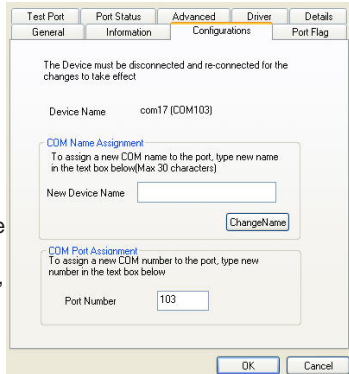 Test Port Port Status Advanced Driver Details
General Information Configurations Port Flag
The Device must be disconnected and re-connected for the
changes to take effect
Device Name com17 (COM103)
COM Name Assignment
To assign a new COM name to the port, type new name
in the text box below(Max 30 characters)
New Device Name
ChangeName
e
COM Port Assignment
To assign a new COM number to the port, type new
number in the text box below
,
Port Number 103
OK Cancel